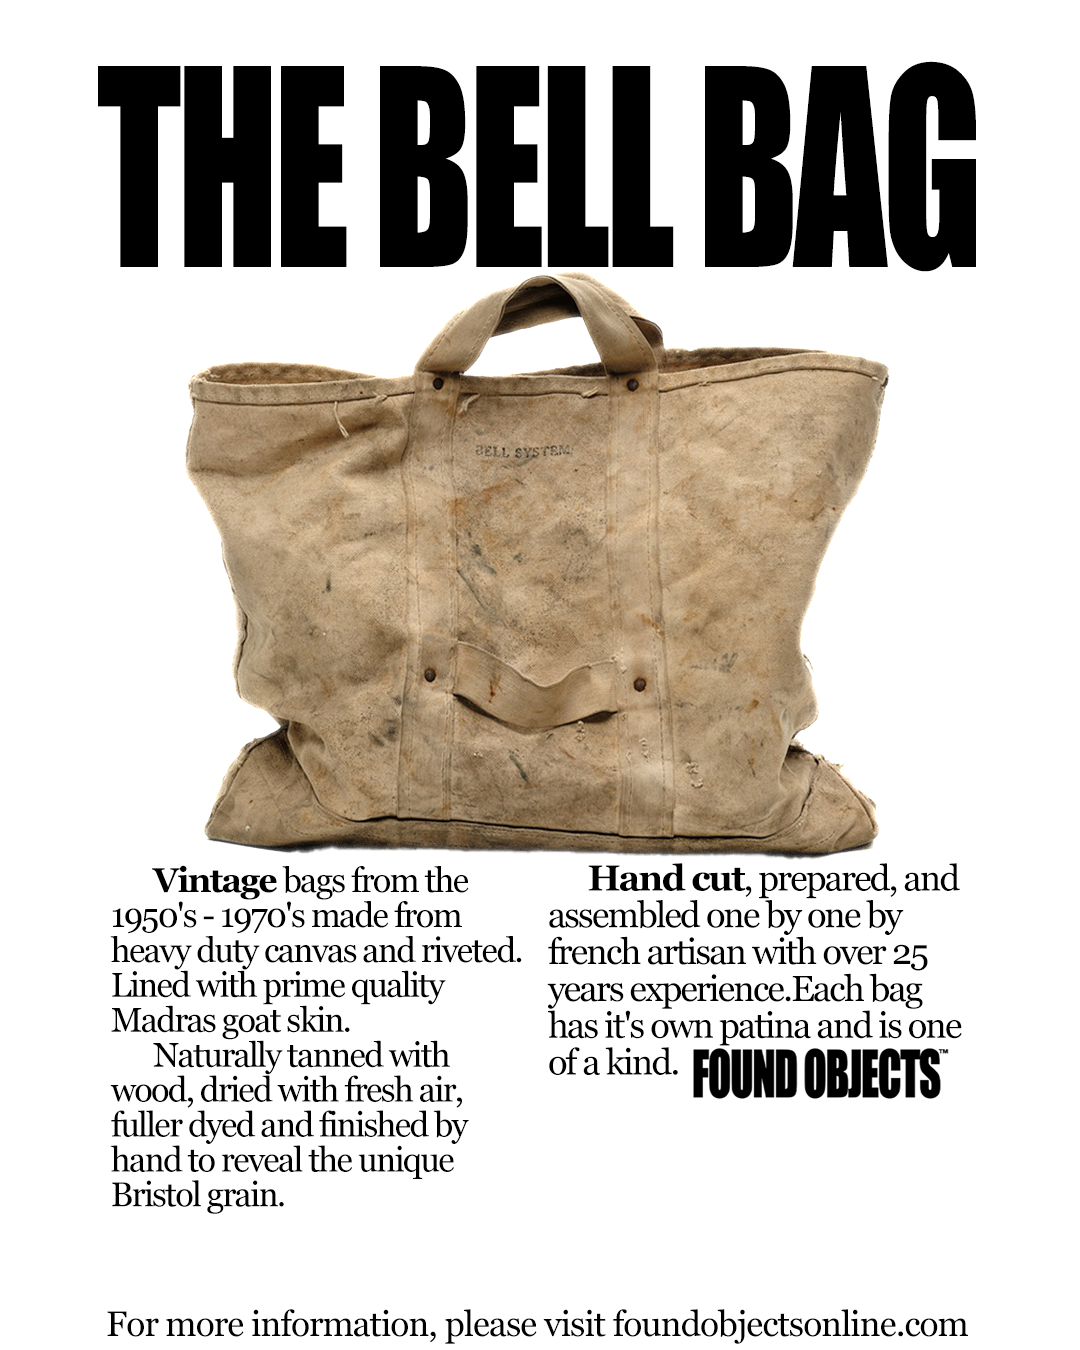 THE BELL BAG
BELL SYSTEM
Vintage bags from the
1950's - 1970's made from
heavy duty canvas and riveted.
Lined with prime quality
Madras goat skin.
Naturally tanned with
wood, dried with fresh air,
fuller dyed and finished by
hand to reveal the unique
Bristol grain.
Hand cut, prepared, and
assembled one by one by
french artisan with over 25
years experience.Each bag
has it's own patina and is one
of a kind. FOUND OBJECTS™
For more information, please visit foundobjectsonline.com